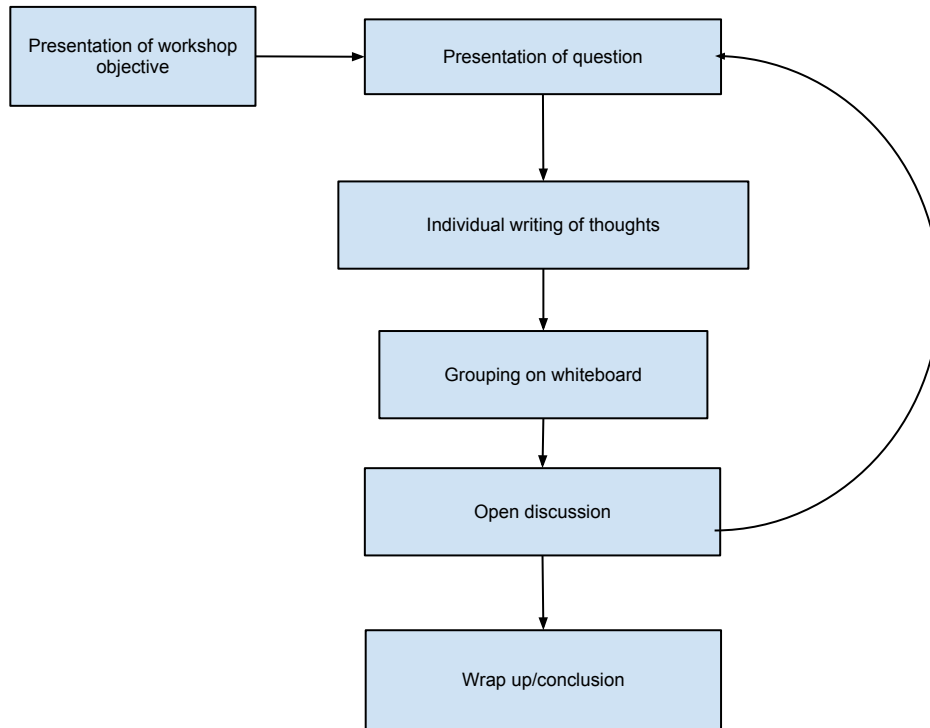 Presentation of workshop
objective
Presentation of question
Individual writing of thoughts
Grouping on whiteboard
Open discussion
Wrap up/conclusion